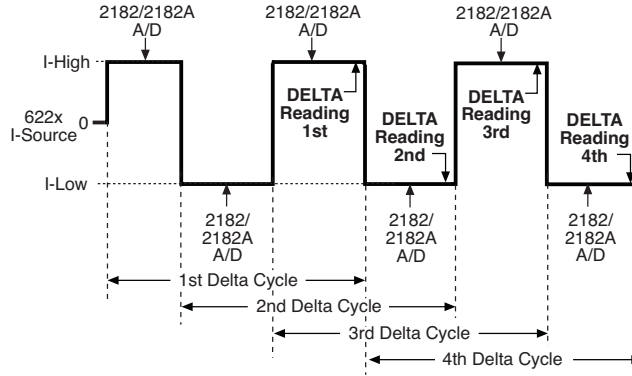 2182/2182A
A/D
2182/2182A
A/D
2182/2182A
A/D
I-High
622x
I-Source
0
I-Low
DELTA
Reading
1st
DELTA
Reading
2nd
DELTA
Reading
3rd
DELTA
Reading
4th
2182/
2182A
A/D
2182/
2182A
A/D
2182/
2182A
A/D
1st Delta Cycle
2nd Delta Cycle
3rd Delta Cycle
4th Delta Cycle